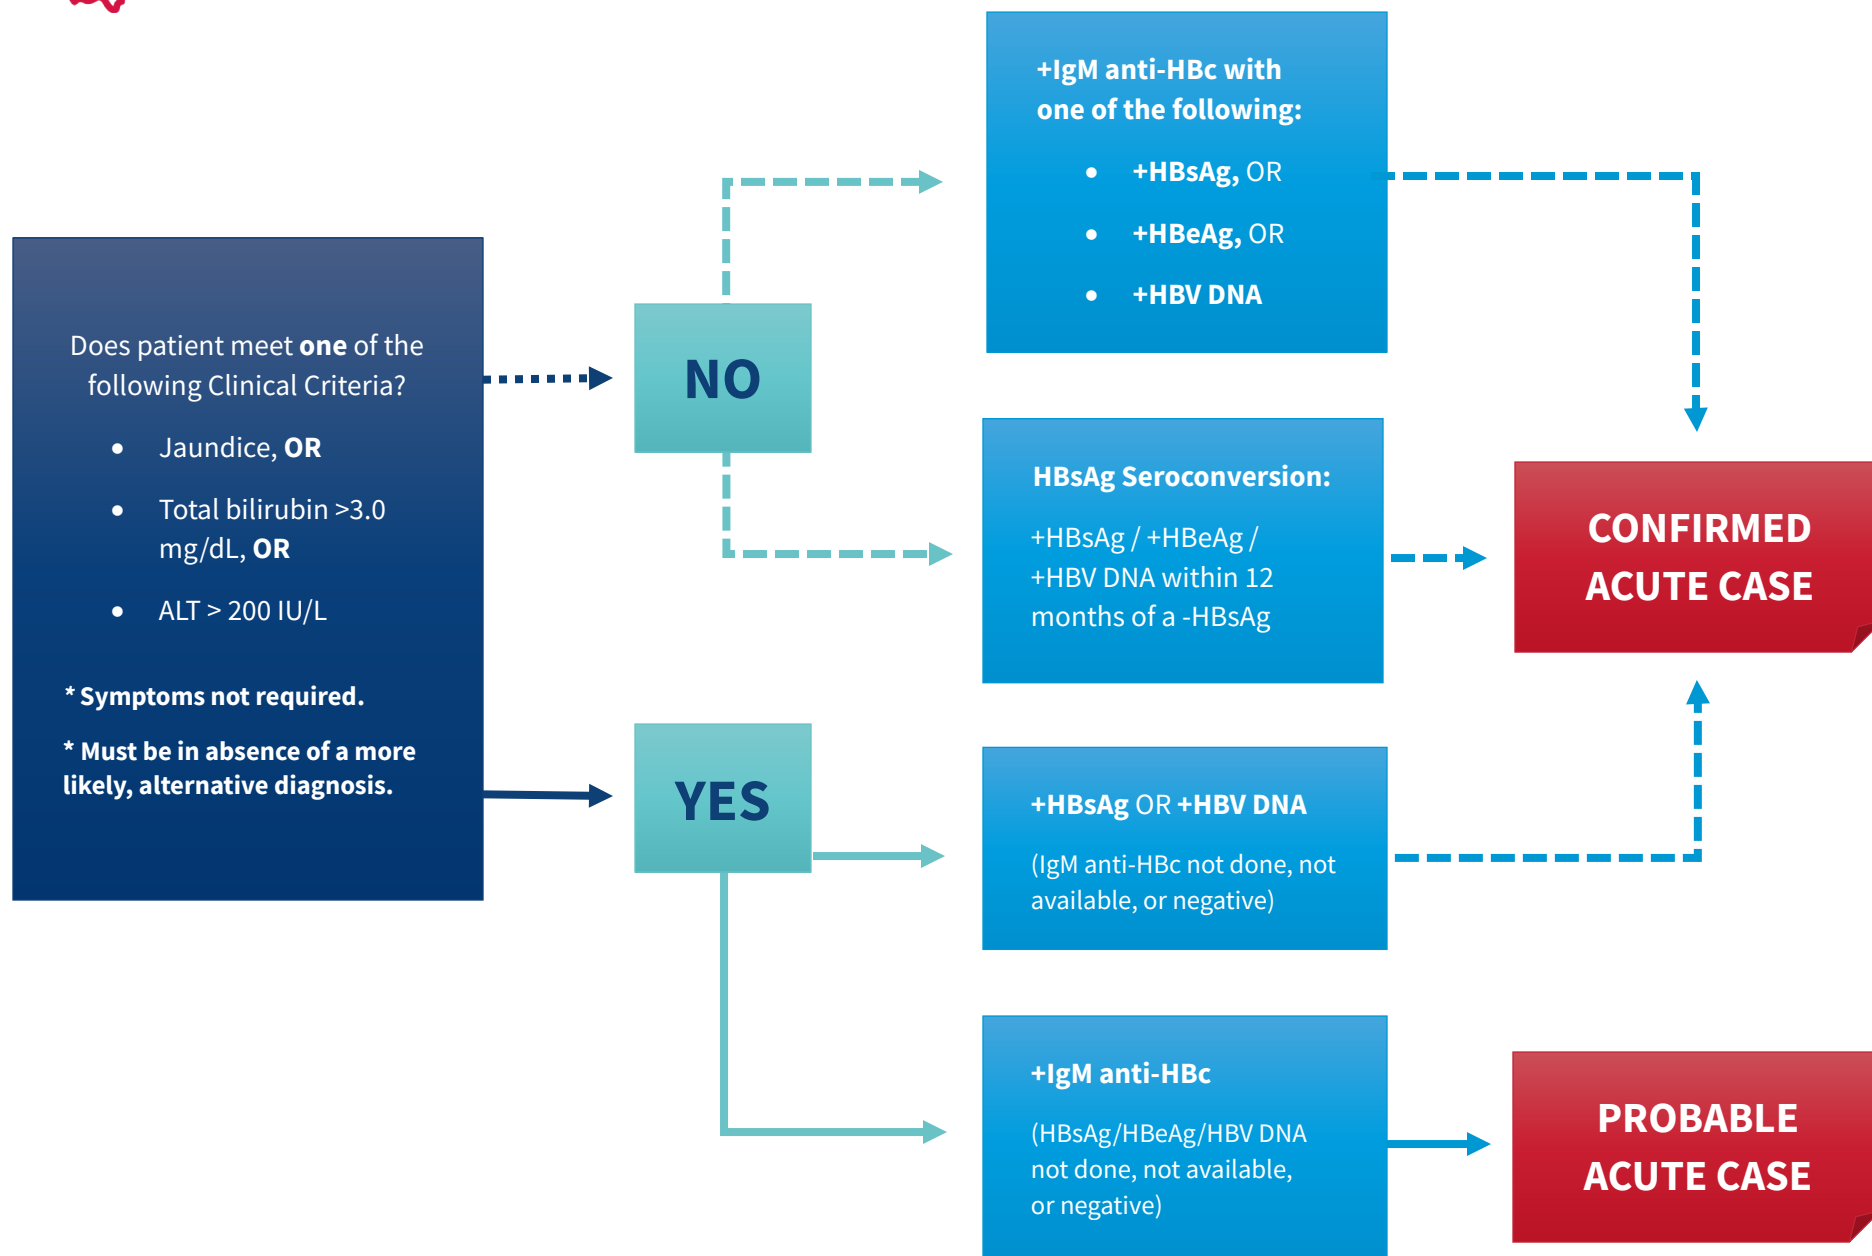 Does patient meet one of the
following Clinical Criteria?
• Jaundice, OR
• Total bilirubin >3.0
mg/dL, OR
• ALT > 200 IU/L
* Symptoms not required.
* Must be in absence of a more
likely, alternative diagnosis.
NO
YES
+IgM anti-HBc with
one of the following:
• +HBsAg, OR
• +HBeAg, OR
• +HBV DNA
HBsAg Seroconversion:
+HBsAg / +HBeAg /
+HBV DNA within 12
months of a -HBsAg
+HBsAg OR +HBV DNA
(IgM anti-HBc not done, not
available, or negative)
+IgM anti-HBc
(HBsAg/HBeAg/HBV DNA
not done, not available,
or negative)
CONFIRMED
ACUTE CASE
PROBABLE
ACUTE CASE